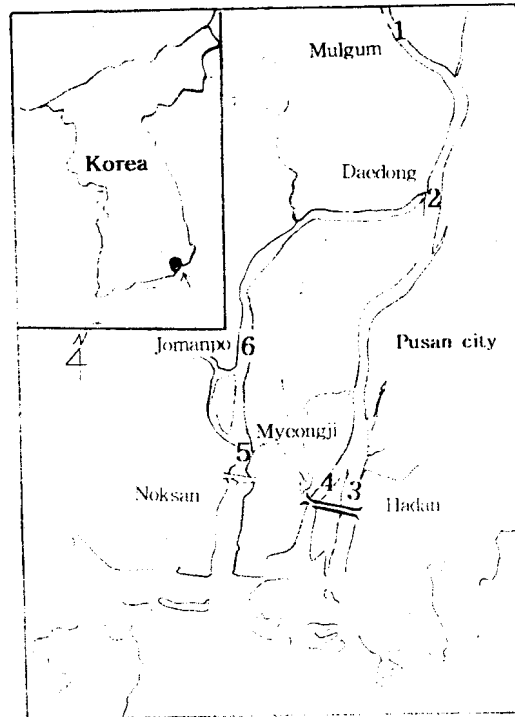 1
Mulgum
Korea
Daedong
2
Jomanpo
6
Pusan city
Myeongji
5
4
3
Noksan
Hadan